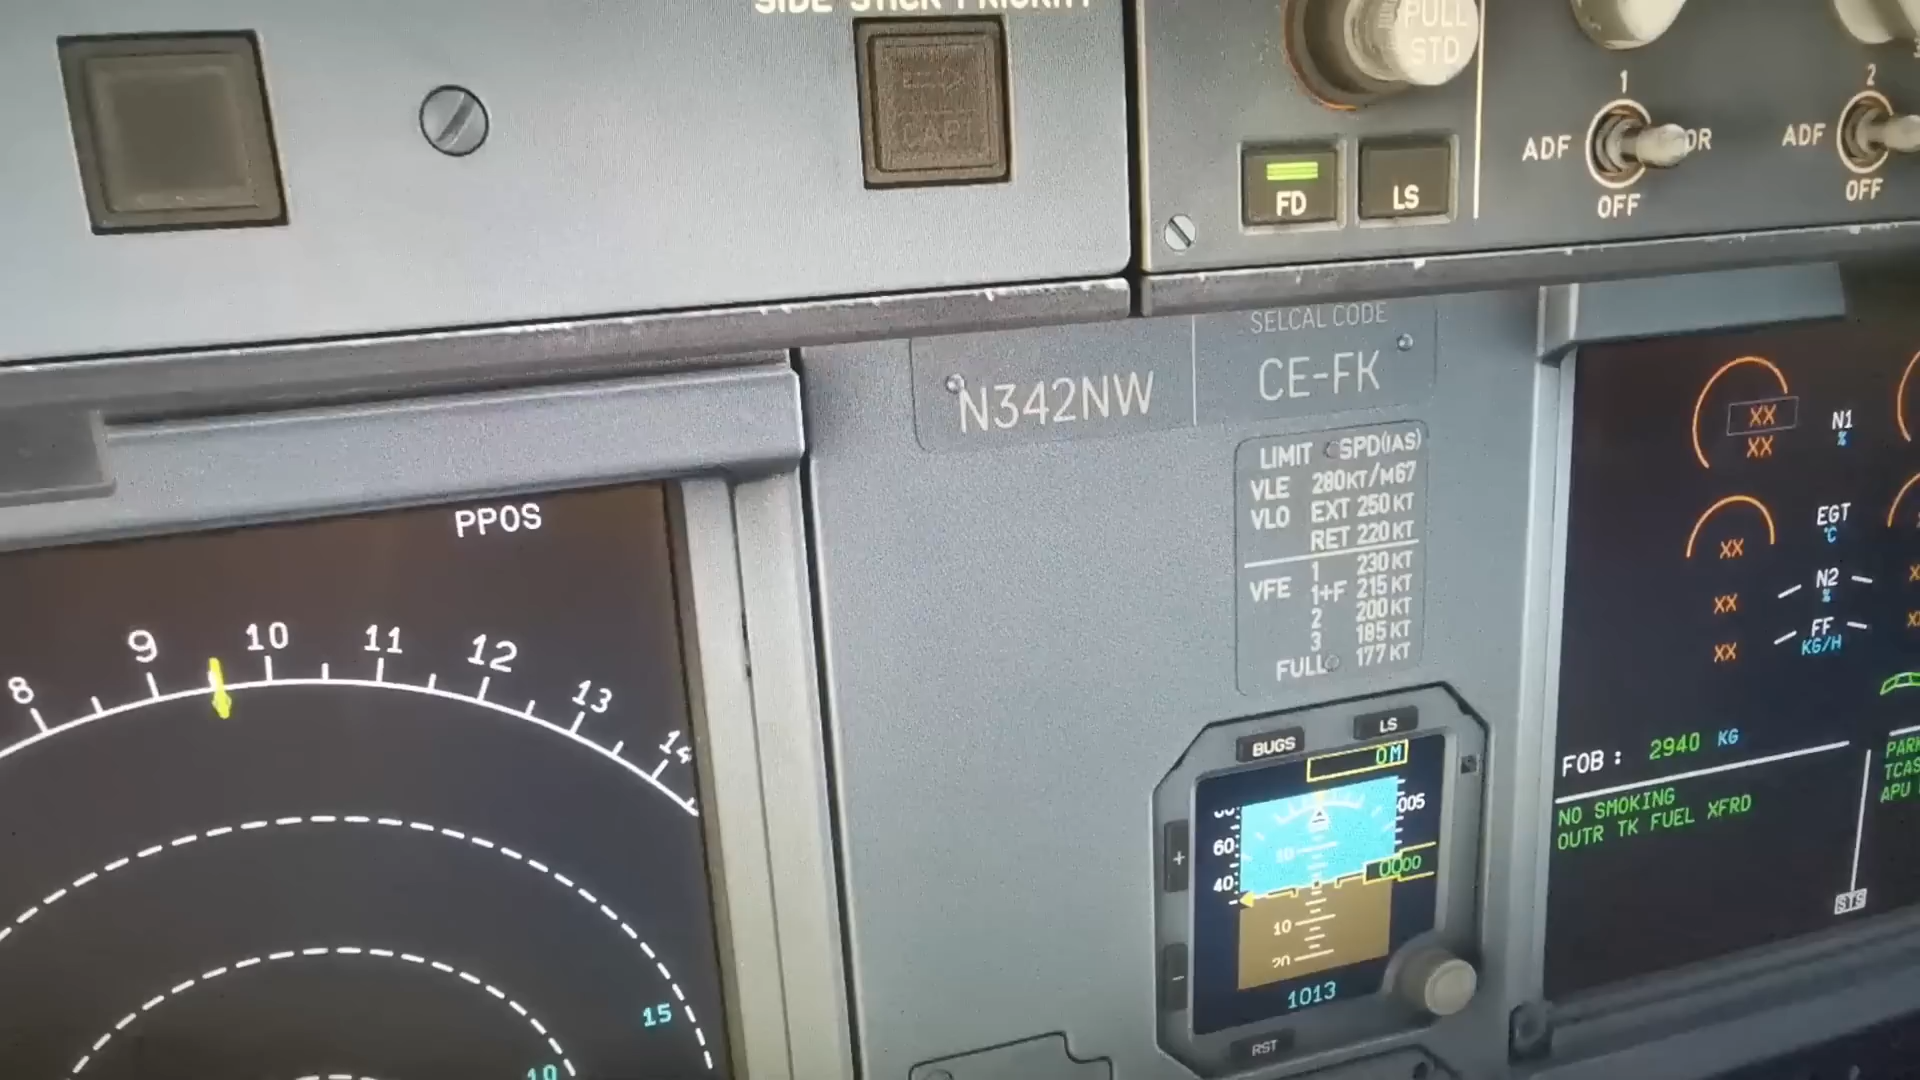 SIDE STICK PRIORITY
CAPT
PULL
STD
FD
LS
1
ADF
OFF
2
ADF
OFF
N342NW
SELCAL CODE
CE-FK
LIMIT SPD(IAS)
VLE 280KT/M67
VLO EXT 250 KT
RET 220 KT
VFE 1 230 KT
1+F 215 KT
2 200 KT
3 185 KT
FULL 177 KT
PPOS
8 9 10 11 12 13 14
15
10
BUGS
LS
0M
005
60
40
0000
10
10
20
1013
+
-
RST
XX
XX
N1
%
XX
EGT
°C
XX
N2
%
XX
FF
KG/H
FOB : 2940 KG
NO SMOKING
OUTR TK FUEL XFRD
TCAS
APU
STS